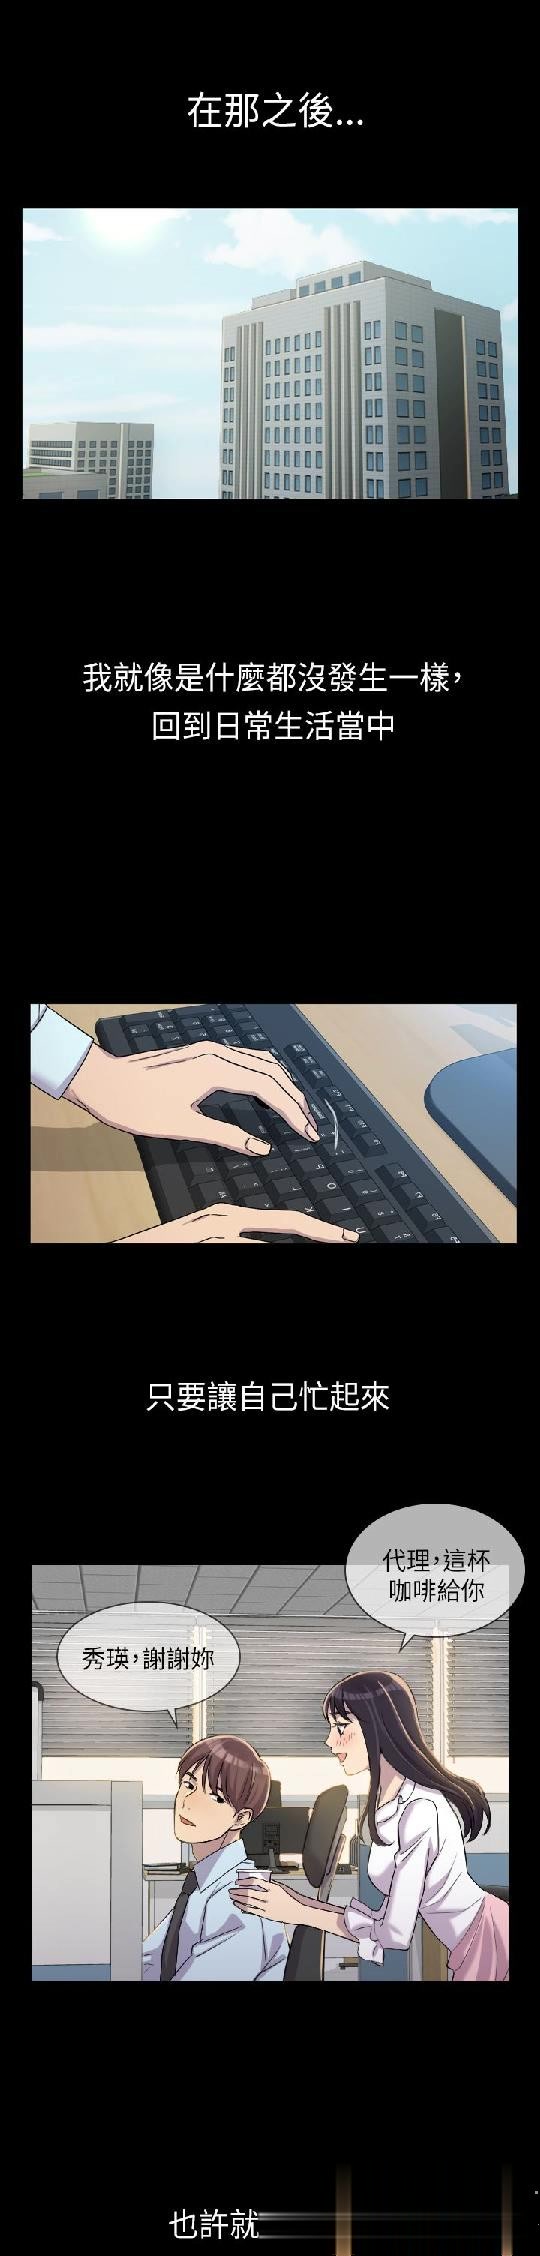 在那之後...
我就像是什麼都沒發生一樣，
回到日常生活當中
只要讓自己忙起來
代理，這杯
咖啡給你
秀瑛，謝謝妳
也許就